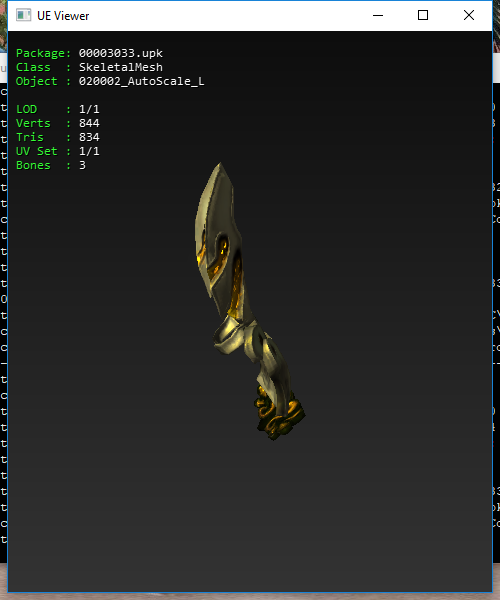 UE Viewer
Package: 00003033.upk
Class : SkeletalMesh
Object : 020002_AutoScale_L
LOD : 1/1
Verts : 844
Tris : 834
UV Set : 1/1
Bones : 3